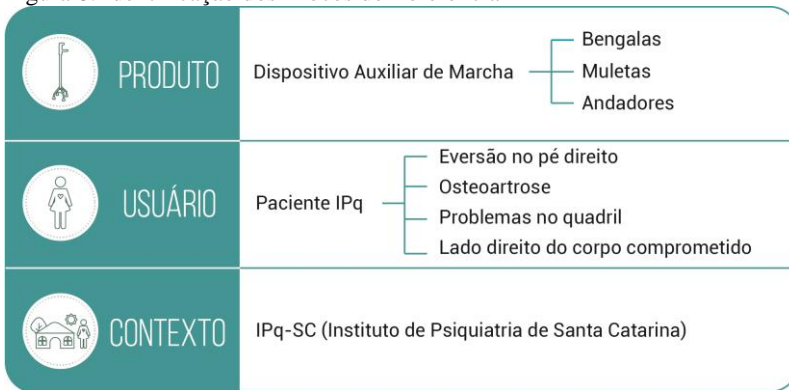 PRODUTO
Dispositivo Auxiliar de Marcha
Bengalas
Muletas
Andadores
USUÁRIO
Paciente IPq
Eversão no pé direito
Osteoartrose
Problemas no quadril
Lado direito do corpo comprometido
CONTEXTO
IPq-SC (Instituto de Psiquiatria de Santa Catarina)